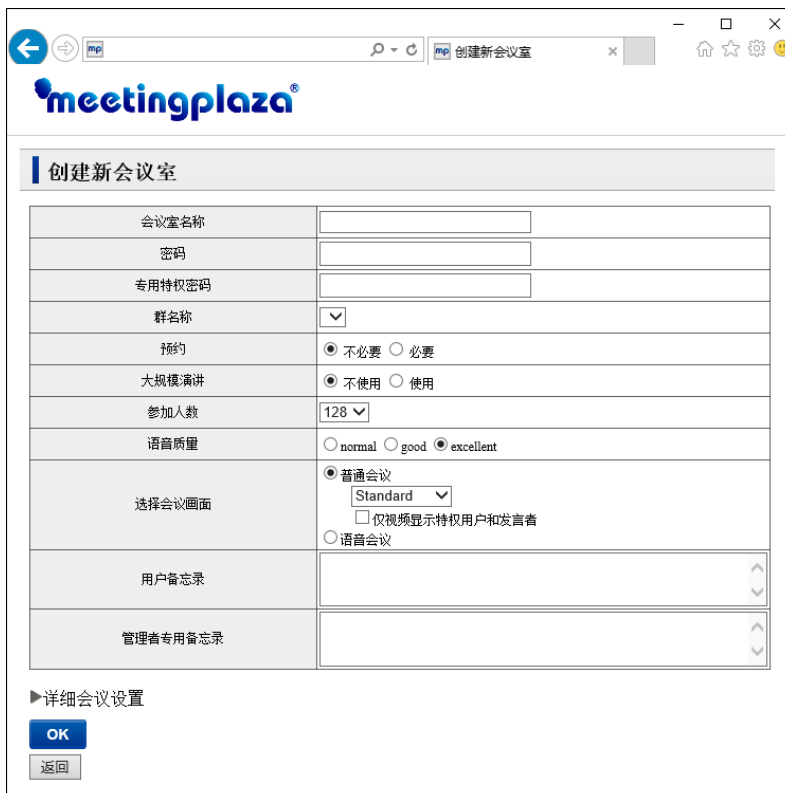 mp
mp 创建新会议室
meetingplaza®
创建新会议室
会议室名称
密码
专用特权密码
群名称
预约 不必要 必要
大规模演讲 不使用 使用
参加人数 128
语音质量 normal good excellent
选择会议画面
普通会议
Standard
仅视频显示特权用户和发言者
语音会议
用户备忘录
管理者专用备忘录
▶详细会议设置
OK
返回